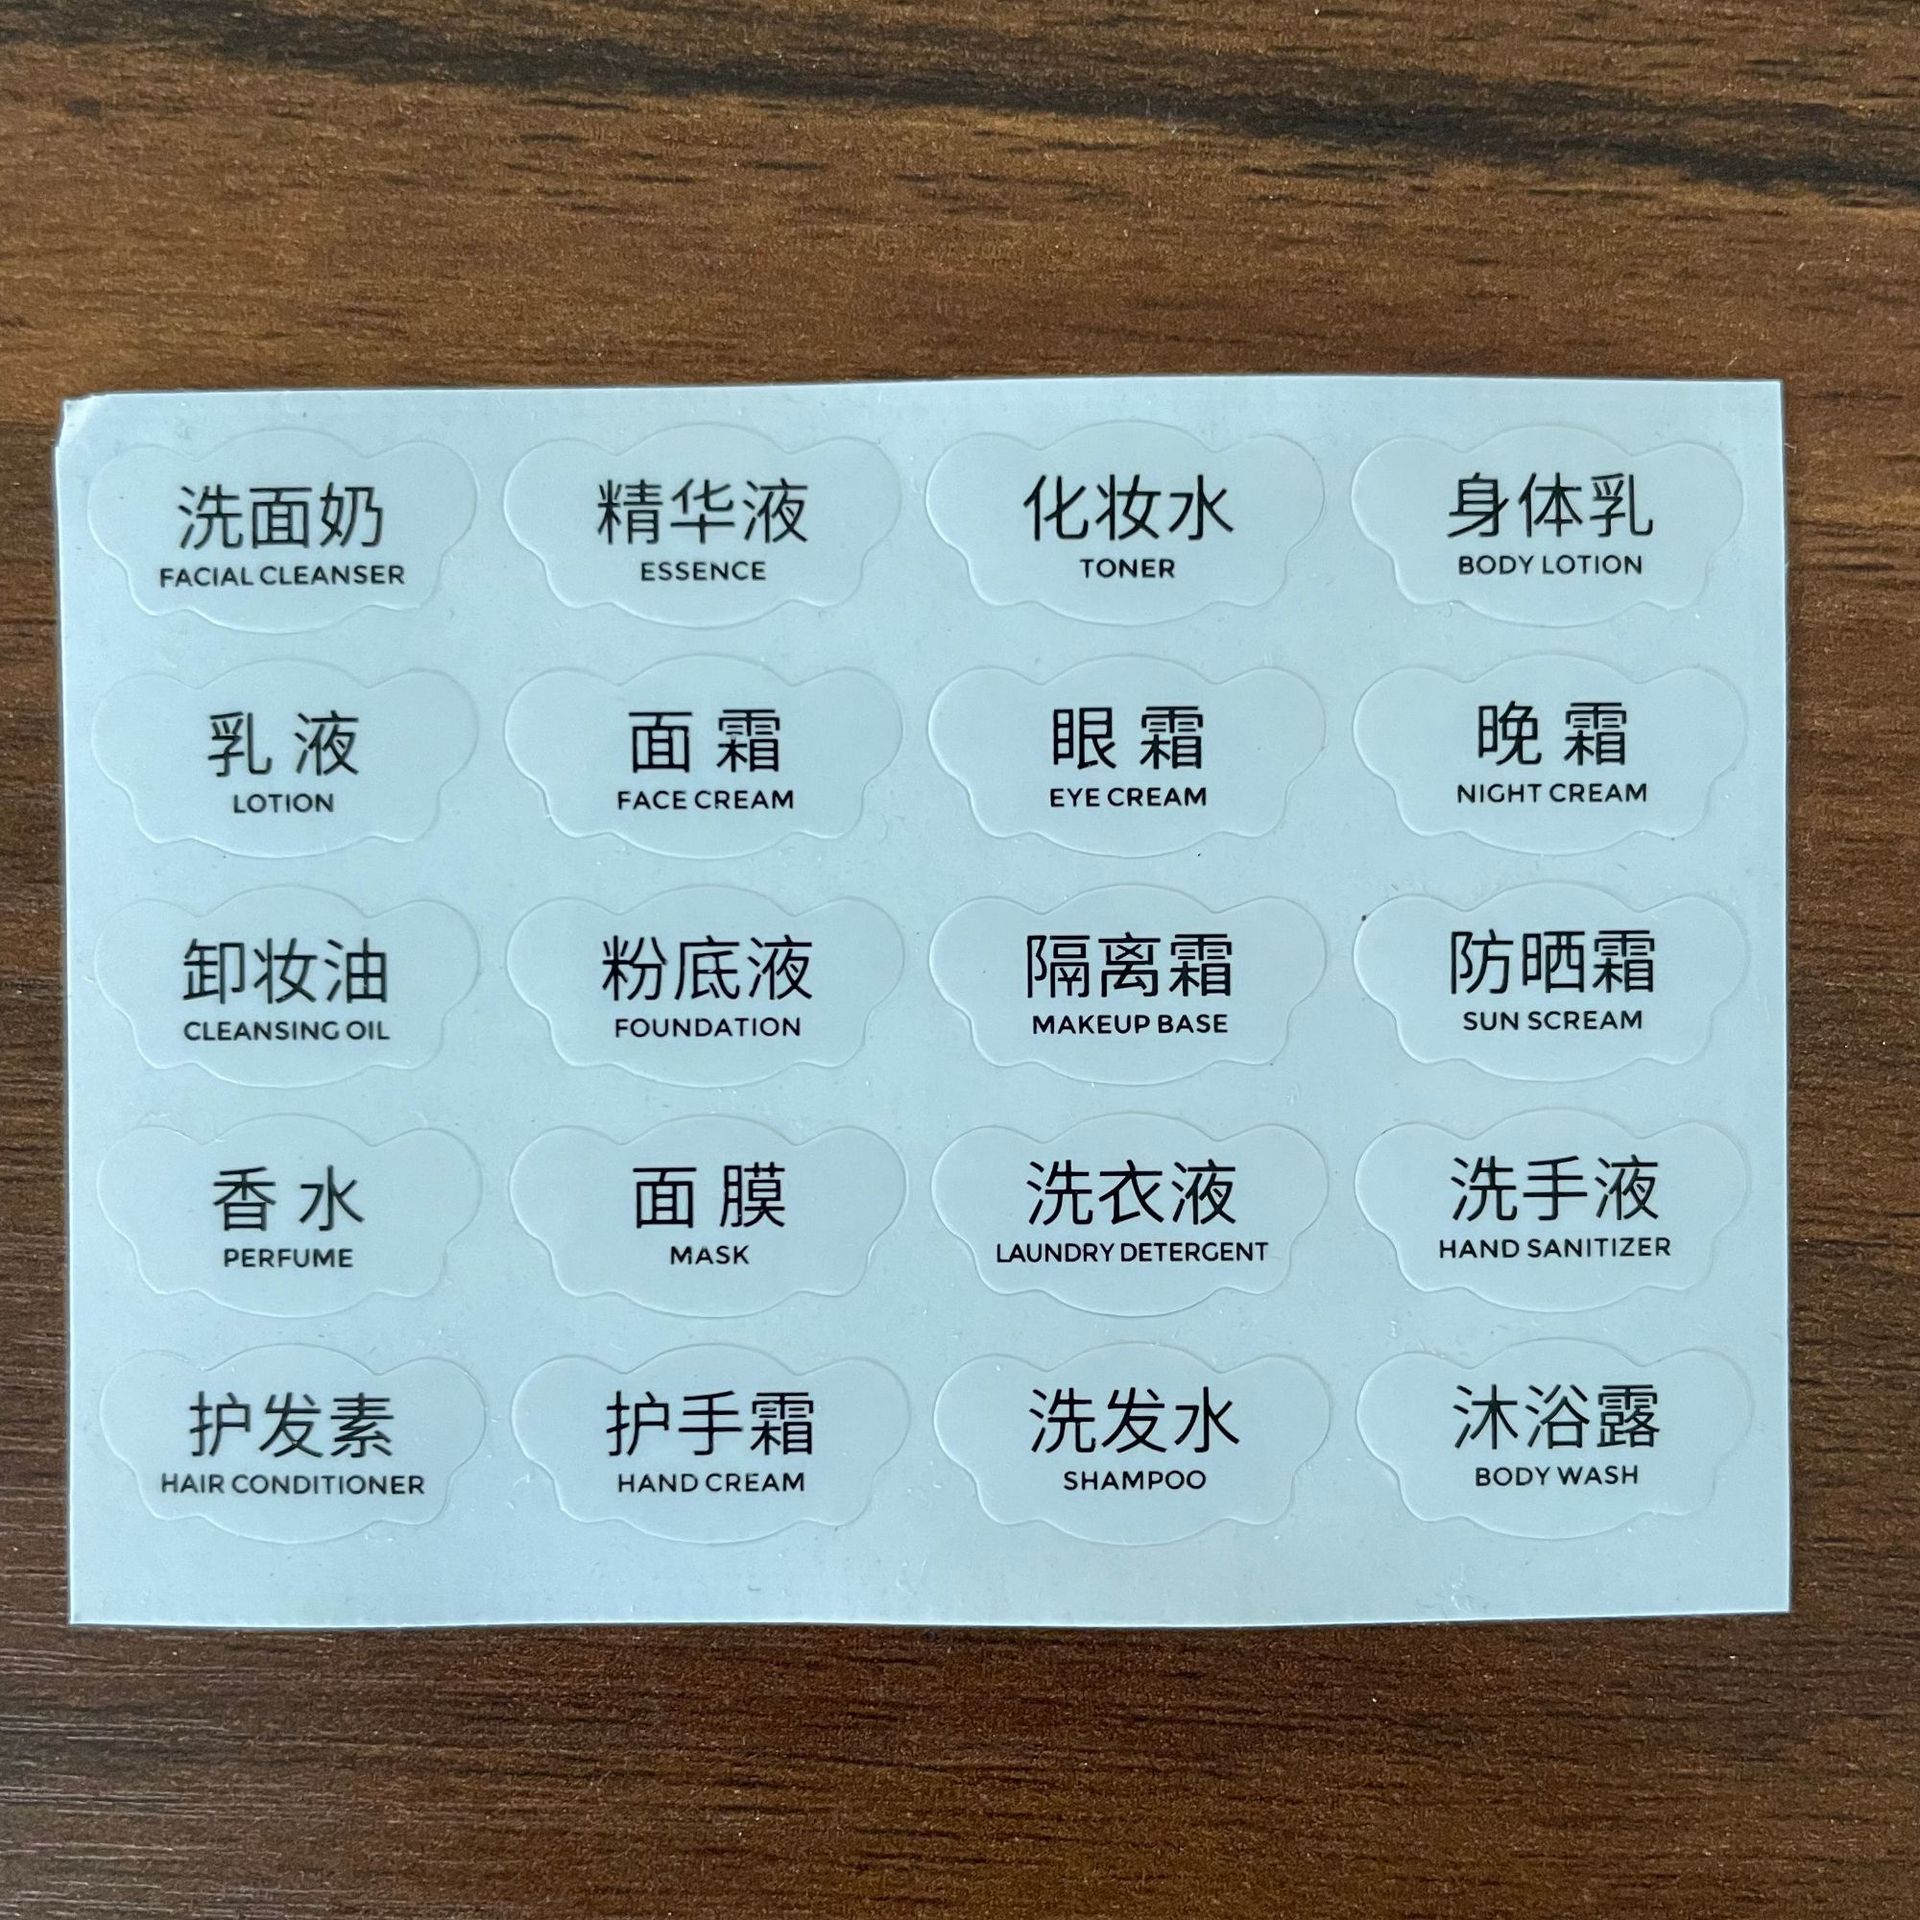 洗面奶
FACIAL CLEANSER
精华液
ESSENCE
化妆水
TONER
身体乳
BODY LOTION
乳液
LOTION
面霜
FACE CREAM
眼霜
EYE CREAM
晚霜
NIGHT CREAM
卸妆油
CLEANSING OIL
粉底液
FOUNDATION
隔离霜
MAKEUP BASE
防晒霜
SUN SCREAM
香水
PERFUME
面膜
MASK
洗衣液
LAUNDRY DETERGENT
洗手液
HAND SANITIZER
护发素
HAIR CONDITIONER
护手霜
HAND CREAM
洗发水
SHAMPOO
沐浴露
BODY WASH